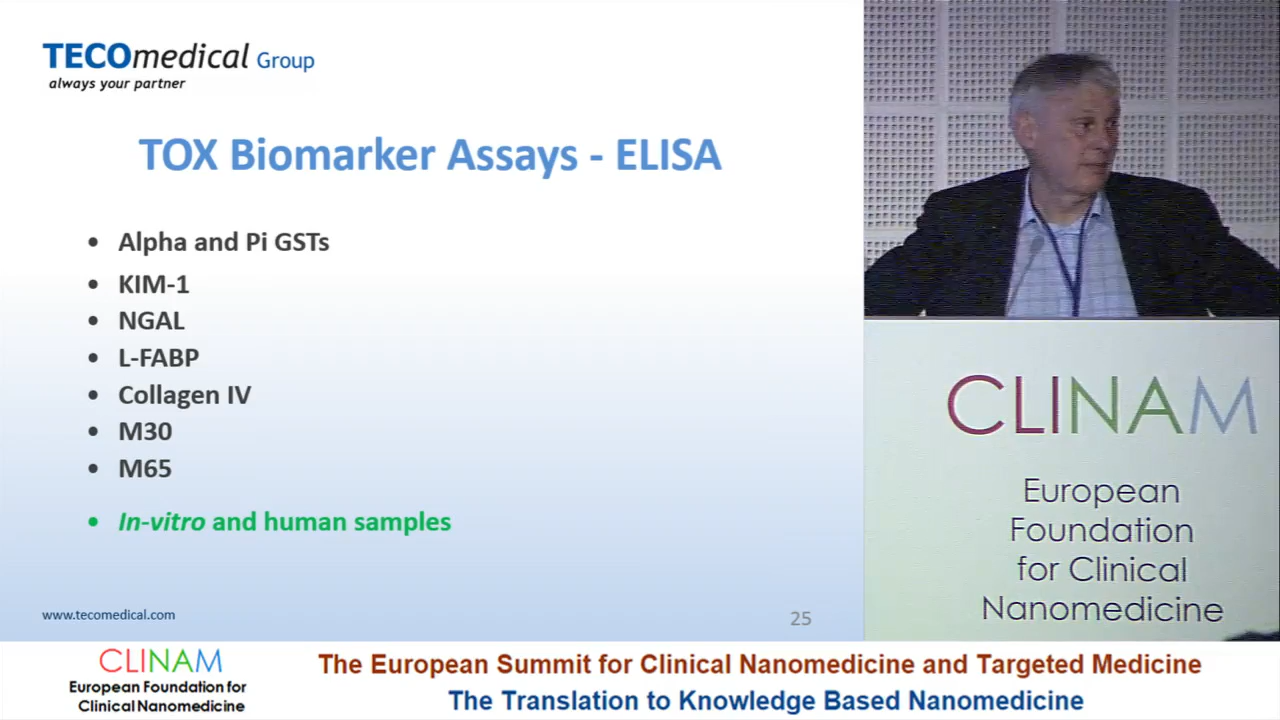 TECOmedical Group
always your partner
TOX Biomarker Assays - ELISA
• Alpha and Pi GSTs
• KIM-1
• NGAL
• L-FABP
• Collagen IV
• M30
• M65
• In-vitro and human samples
www.tecomedical.com
25
CLINAM
European
Foundation
for Clinical
Nanomedicine
CLINAM
European Foundation for
Clinical Nanomedicine
The European Summit for Clinical Nanomedicine and Targeted Medicine
The Translation to Knowledge Based Nanomedicine